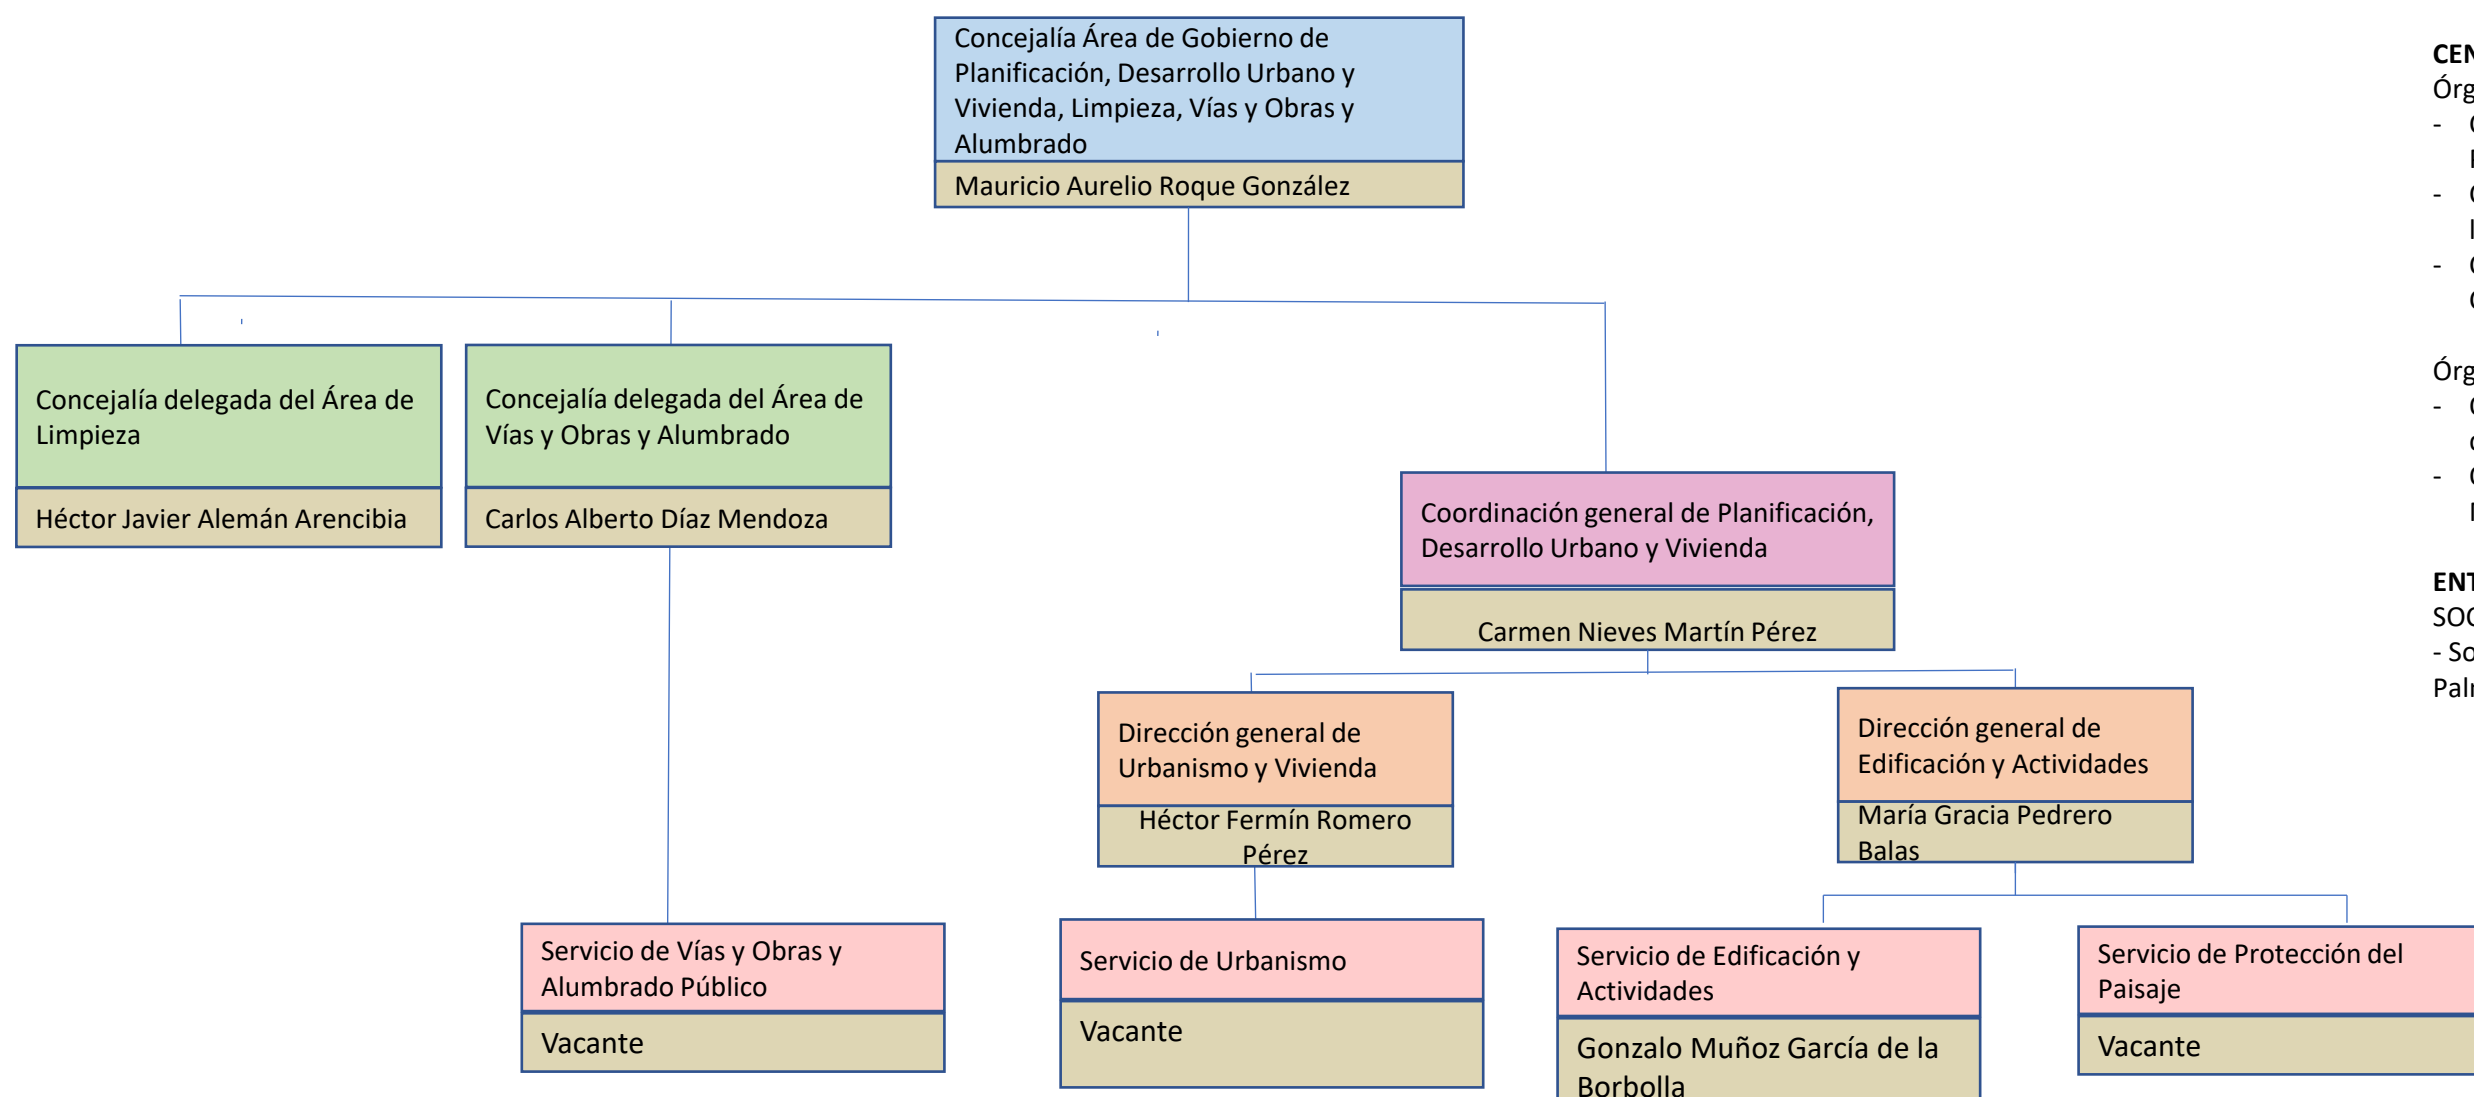 Concejalía Área de Gobierno de
Planificación, Desarrollo Urbano y
Vivienda, Limpieza, Vías y Obras y
Alumbrado
Mauricio Aurelio Roque González
Concejalía delegada del Área de
Limpieza
Héctor Javier Alemán Arencibia
Concejalía delegada del Área de
Vías y Obras y Alumbrado
Carlos Alberto Díaz Mendoza
Coordinación general de Planificación,
Desarrollo Urbano y Vivienda
Carmen Nieves Martín Pérez
Dirección general de
Urbanismo y Vivienda
Héctor Fermín Romero
Pérez
Dirección general de
Edificación y Actividades
María Gracia Pedrero
Balas
Servicio de Vías y Obras y
Alumbrado Público
Vacante
Servicio de Urbanismo
Vacante
Servicio de Edificación y
Actividades
Gonzalo Muñoz García de la
Borbolla
Servicio de Protección del
Paisaje
Vacante